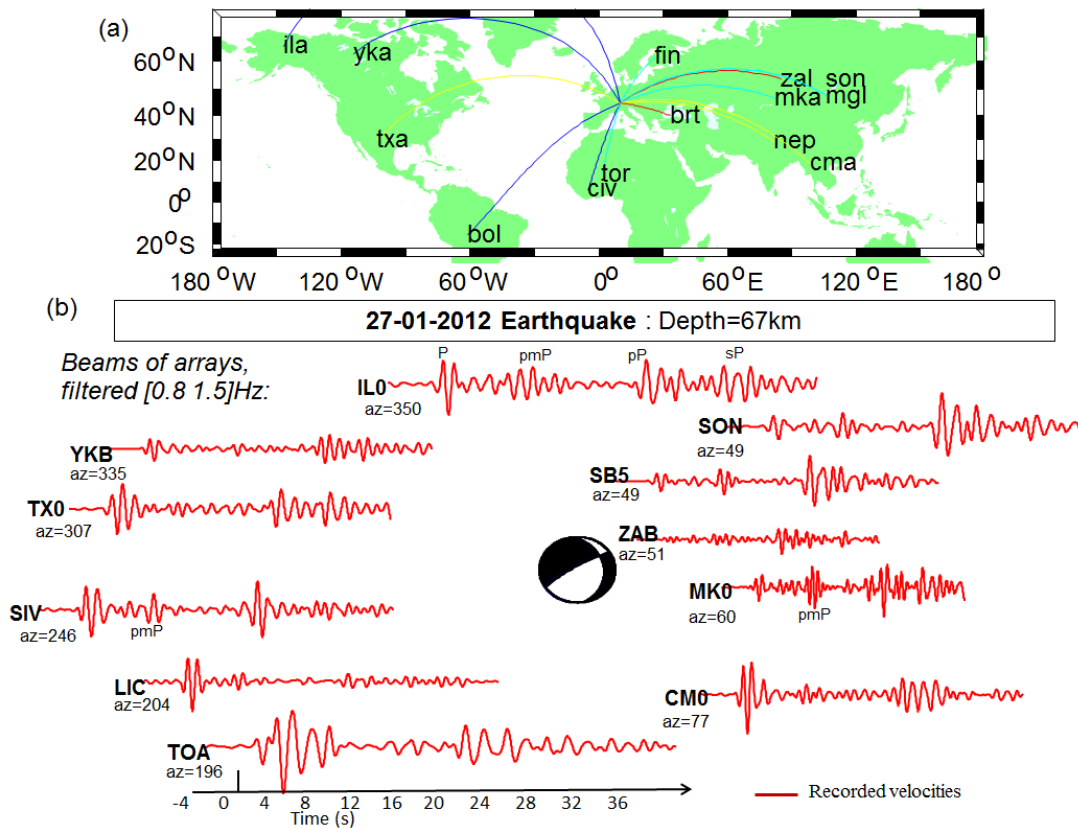 (a)
60°N
40°N
20°N
0°
20°S
ila
yka
txa
bol
fin
zal son
mka mgl
brt
nep
cma
tor
civ
180°W 120°W 60°W 0° 60°E 120°E 180°
(b)
27-01-2012 Earthquake : Depth=67km
Beams of arrays,
filtered [0.8 1.5]Hz:
P pmP pP sP
IL0
az=350
SON
az=49
YKB
az=335
SB5
az=49
TX0
az=307
ZAB
az=51
MK0
az=60
pmP
SIV
az=246
pmP
LIC
az=204
CM0
az=77
TOA
az=196
-4 0 4 8 12 16 20 24 28 32 36
Time (s)
Recorded velocities